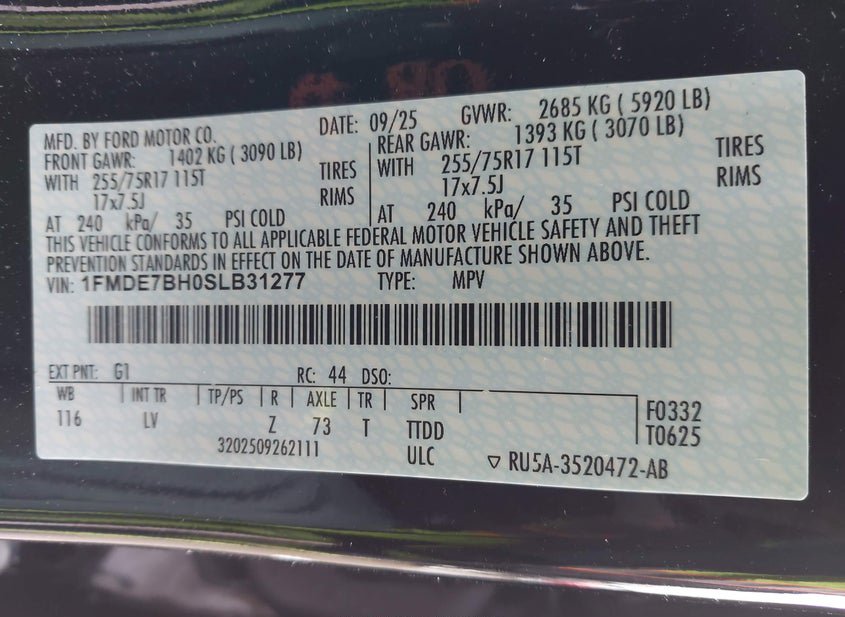 MFD. BY FORD MOTOR CO. DATE: 09/25 GVWR: 2685 KG ( 5920 LB)
FRONT GAWR: 1402 KG ( 3090 LB) REAR GAWR: 1393 KG ( 3070 LB)
WITH 255/75R17 115T TIRES WITH 255/75R17 115T TIRES
17x7.5J RIMS 17x7.5J RIMS
AT 240 kPa/ 35 PSI COLD AT 240 kPa/ 35 PSI COLD
THIS VEHICLE CONFORMS TO ALL APPLICABLE FEDERAL MOTOR VEHICLE SAFETY AND THEFT
PREVENTION STANDARDS IN EFFECT ON THE DATE OF MANUFACTURE SHOWN ABOVE.
VIN: 1FMDE7BH0SLB31277 TYPE: MPV
EXT PNT: G1 RC: 44 DSO:
WB INT TR TP/PS R AXLE TR SPR F0332
116 LV Z 73 T TTDD T0625
3202509262111 ULC ▽ RU5A-3520472-AB